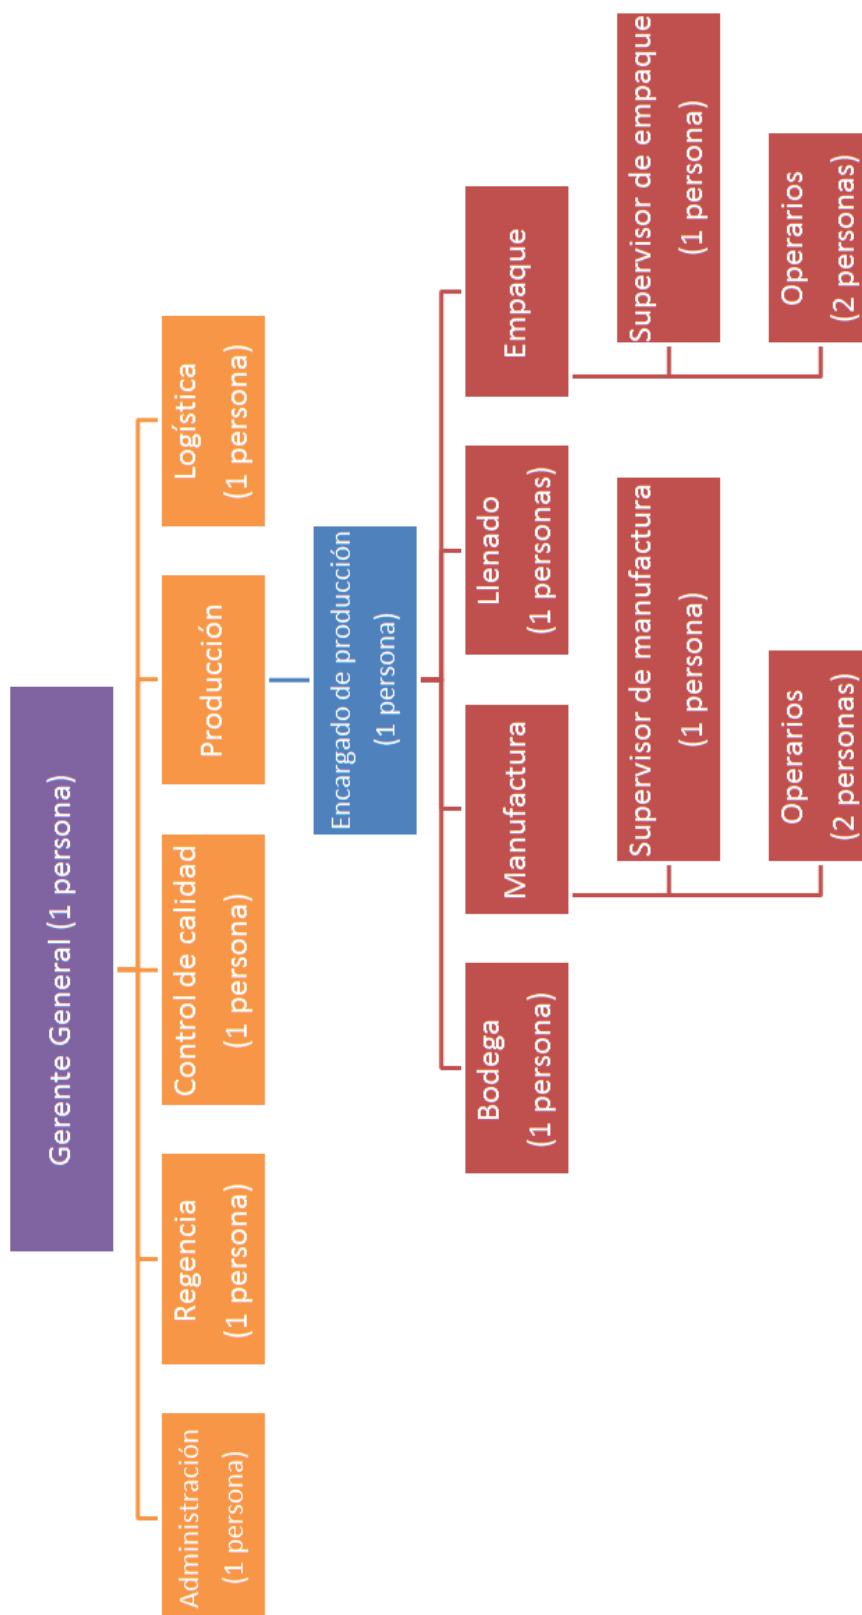 Gerente General (1 persona)
Administración
(1 persona)
Regencia
(1 persona)
Control de calidad
(1 persona)
Producción
Logística
(1 persona)
Encargado de producción
(1 persona)
Bodega
(1 persona)
Manufactura
Llenado
(1 personas)
Empaque
Supervisor de manufactura
(1 persona)
Supervisor de empaque
(1 persona)
Operarios
(2 personas)
Operarios
(2 personas)